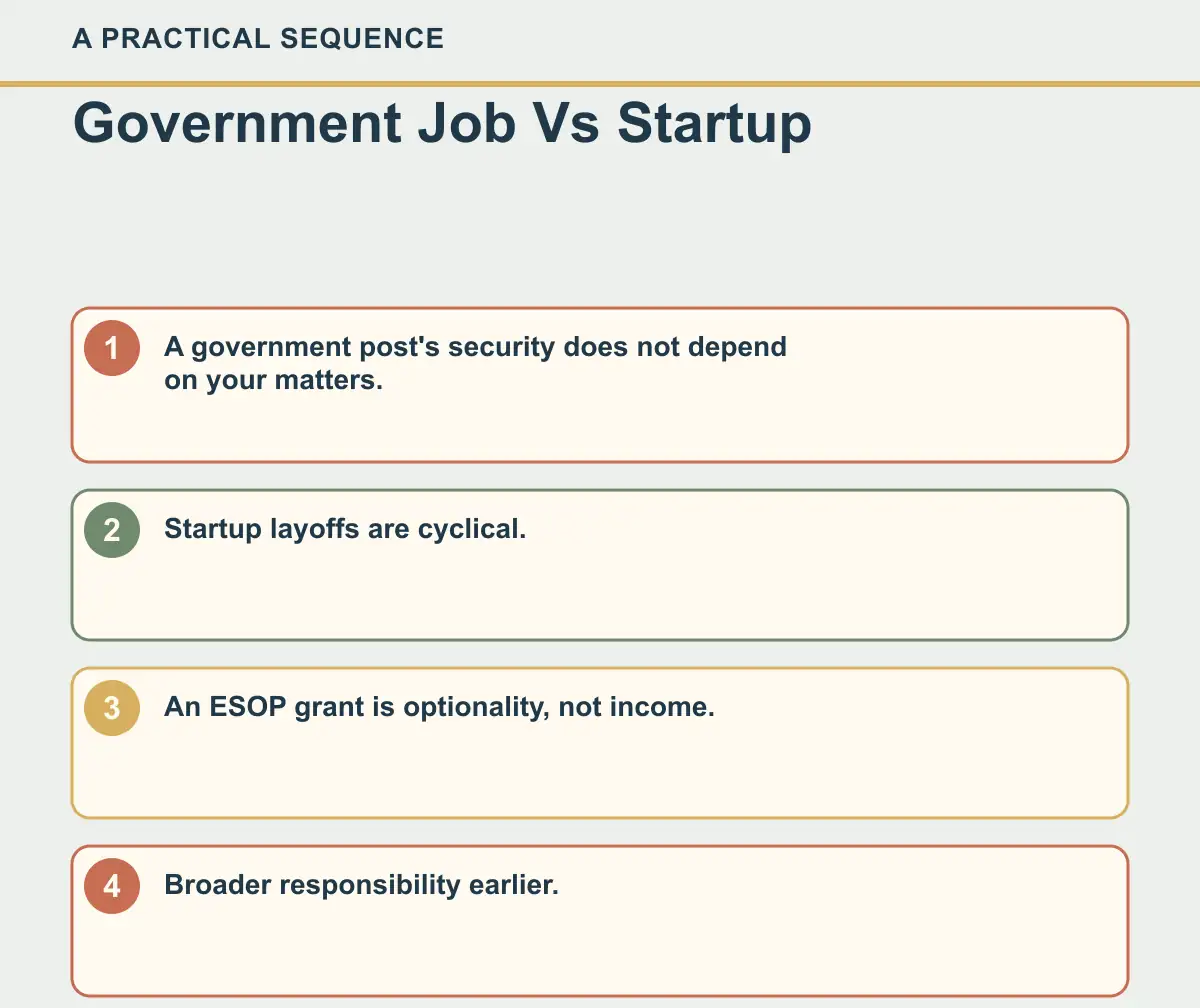 A PRACTICAL SEQUENCE
Government Job Vs Startup
1
A government post's security does not depend
on your matters.
2
Startup layoffs are cyclical.
3
An ESOP grant is optionality, not income.
4
Broader responsibility earlier.